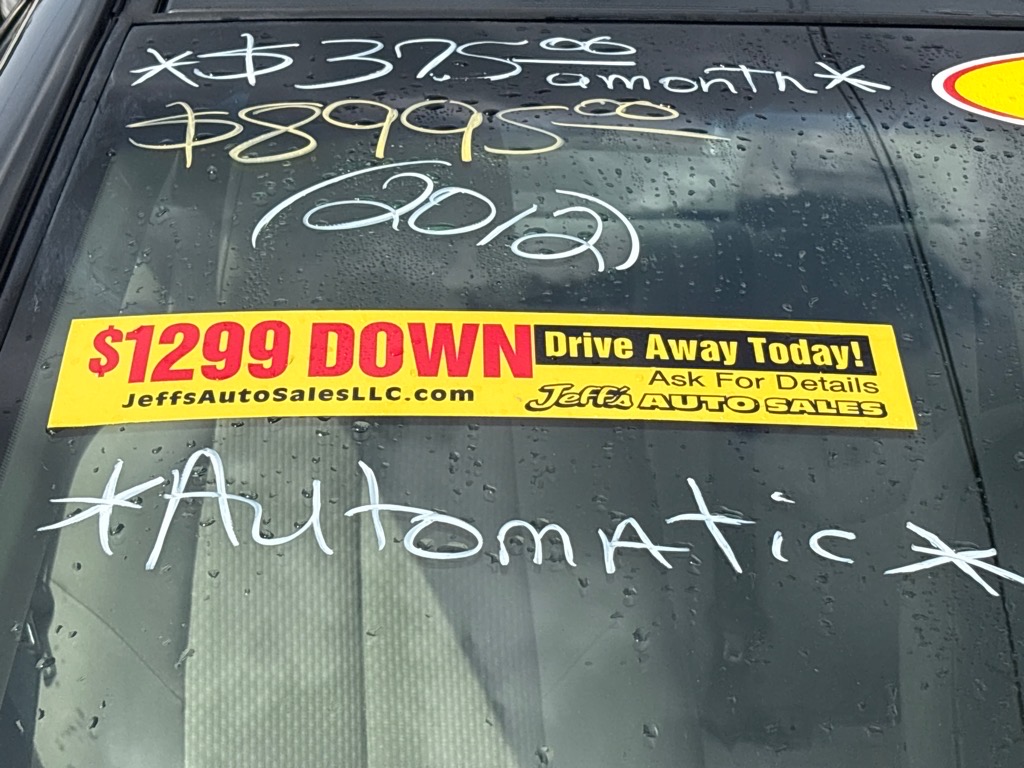 *$375.00 a month*
$8995.00
(2012)
$1299 DOWN
JeffsAutoSalesLLC.com
Drive Away Today!
Ask For Details
Jeff's AUTO SALES
*Automatic*